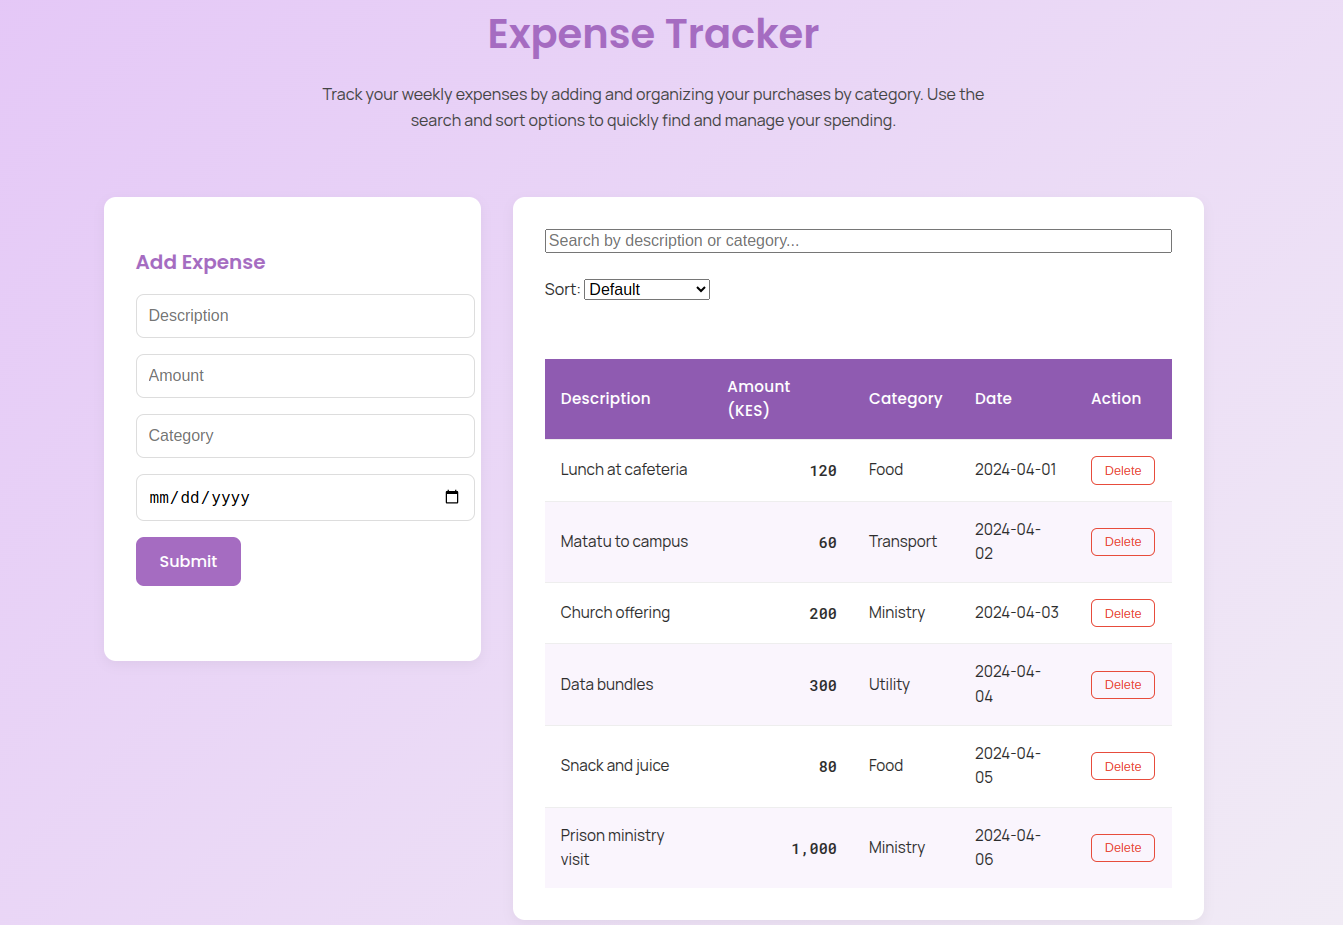 Expense Tracker
Track your weekly expenses by adding and organizing your purchases by category. Use the
search and sort options to quickly find and manage your spending.
Add Expense
Description
Amount
Category
mm/dd/yyyy
Submit
Search by description or category...
Sort: Default
Description Amount (KES) Category Date Action
Lunch at cafeteria 120 Food 2024-04-01 Delete
Matatu to campus 60 Transport 2024-04-02 Delete
Church offering 200 Ministry 2024-04-03 Delete
Data bundles 300 Utility 2024-04-04 Delete
Snack and juice 80 Food 2024-04-05 Delete
Prison ministry visit 1,000 Ministry 2024-04-06 Delete